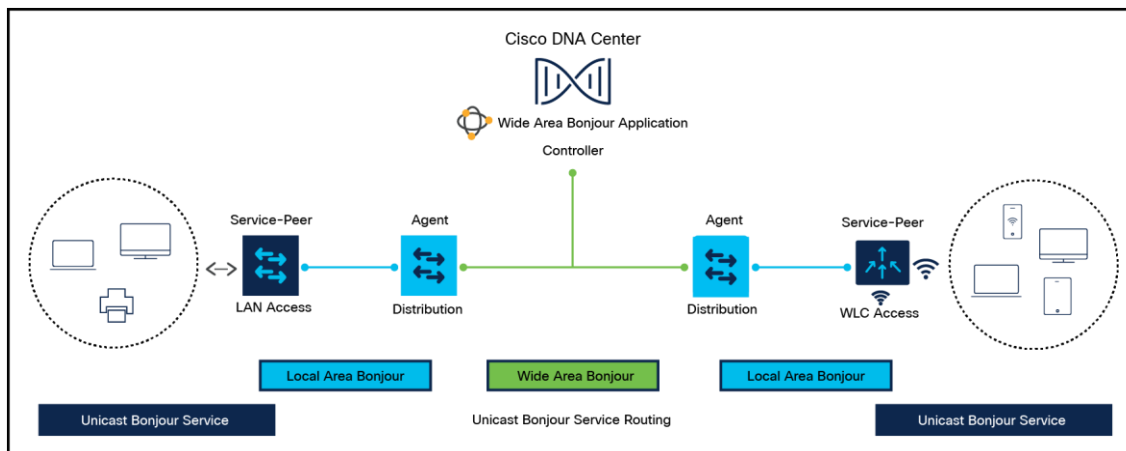 Cisco DNA Center
Wide Area Bonjour Application
Controller
Service-Peer
Agent
Agent
Service-Peer
LAN Access
Distribution
Distribution
WLC Access
Local Area Bonjour
Wide Area Bonjour
Local Area Bonjour
Unicast Bonjour Service
Unicast Bonjour Service Routing
Unicast Bonjour Service